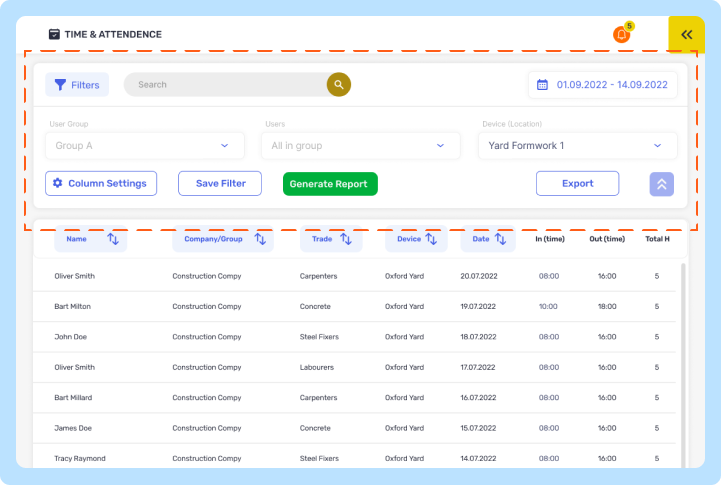 TIME & ATTENDENCE
5
Filters
Search
01.09.2022 - 14.09.2022
User Group
Users
Device (Location)
Group A
All in group
Yard Formwork 1
Column Settings
Save Filter
Generate Report
Export
Name Company/Group Trade Device Date In (time) Out (time) Total H
Oliver Smith Construction Compy Carpenters Oxford Yard 20.07.2022 08:00 16:00 5
Bart Milton Construction Compy Concrete Oxford Yard 19.07.2022 10:00 18:00 5
John Doe Construction Compy Steel Fixers Oxford Yard 18.07.2022 08:00 16:00 5
Oliver Smith Construction Compy Labourers Oxford Yard 17.07.2022 08:00 16:00 5
Bart Millard Construction Compy Carpenters Oxford Yard 16.07.2022 08:00 16:00 5
James Doe Construction Compy Concrete Oxford Yard 15.07.2022 08:00 16:00 5
Tracy Raymond Construction Compy Steel Fixers Oxford Yard 14.07.2022 08:00 16:00 5